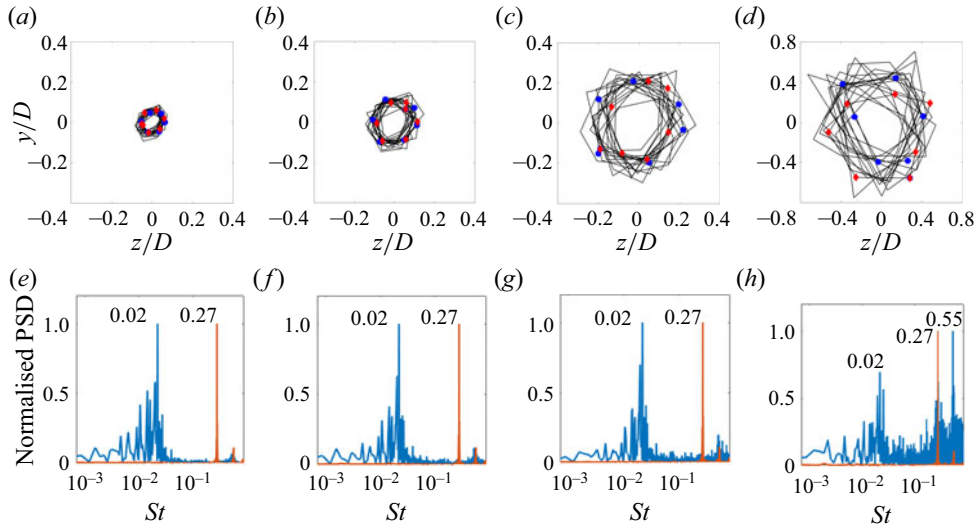 (a) (b) (c) (d)
0.4 0.4 0.4 0.8
0.2 0.2 0.2 0.4
y/D 0 0 0 0
−0.2 −0.2 −0.2 −0.4
−0.4 −0.2 0 0.2 0.4 −0.4 −0.2 0 0.2 0.4 −0.4 −0.2 0 0.2 0.4 −0.8 −0.8 −0.4 0 0.4 0.8
z/D z/D z/D z/D
(e) (f) (g) (h)
0.02 0.27 0.02 0.27 0.02 0.27 0.02 0.27 0.55
Normalised PSD
1.0 1.0 1.0 1.0
0.5 0.5 0.5 0.5
0 0 0 0
10⁻³ 10⁻² 10⁻¹ 10⁻³ 10⁻² 10⁻¹ 10⁻³ 10⁻² 10⁻¹ 10⁻³ 10⁻² 10⁻¹
St St St St